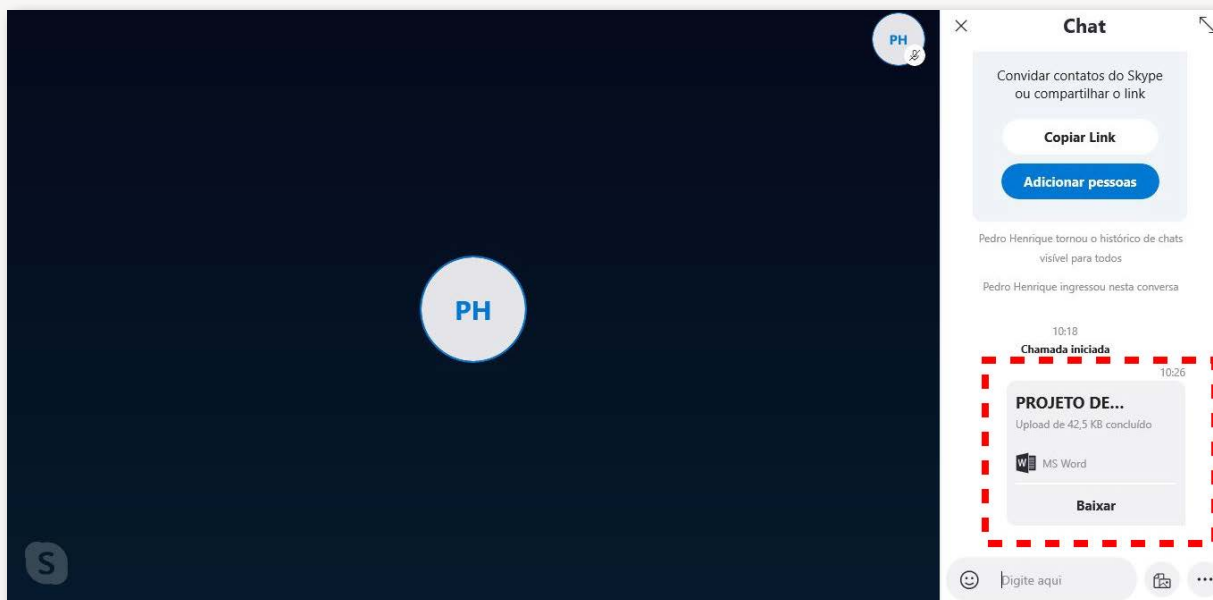 PH
PH
S
Chat
Convidar contatos do Skype
ou compartilhar o link
Copiar Link
Adicionar pessoas
Pedro Henrique tornou o histórico de chats
visível para todos
Pedro Henrique ingressou nesta conversa
10:18
Chamada iniciada
10:26
PROJETO DE...
Upload de 42,5 KB concluído
W MS Word
Baixar
Digite aqui